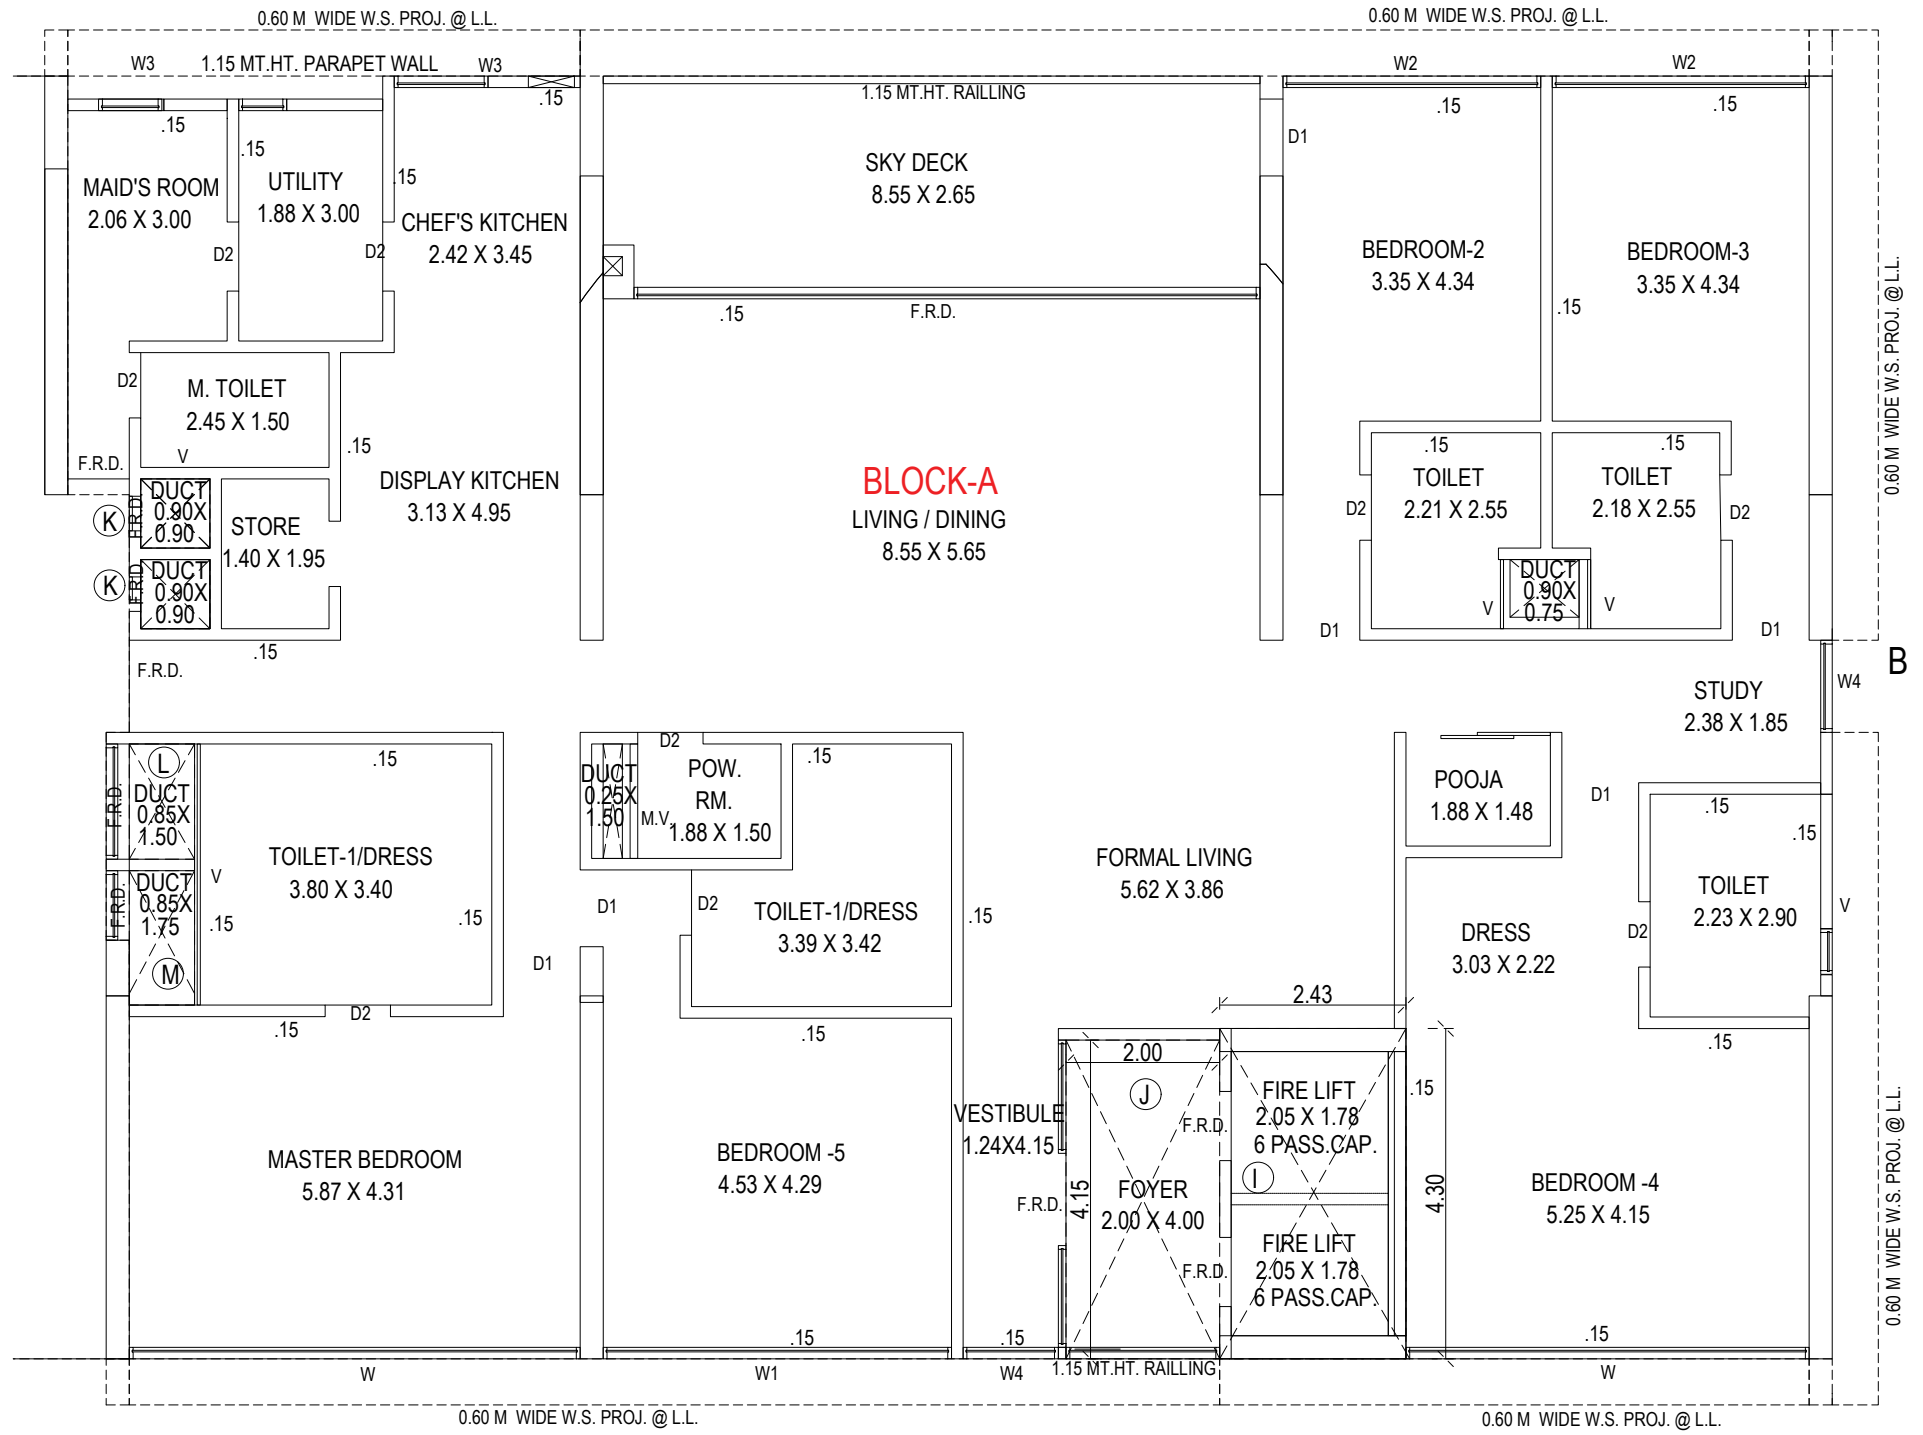 0.60 M WIDE W.S. PROJ. @ L.L.
0.60 M WIDE W.S. PROJ. @ L.L.
W3
1.15 MT.HT. PARAPET WALL
W3
W2
W2
1.15 MT.HT. RAILLING
.15
.15
.15
.15
.15
.15
D1
SKY DECK
8.55 X 2.65
MAID'S ROOM
2.06 X 3.00
UTILITY
1.88 X 3.00
CHEF'S KITCHEN
2.42 X 3.45
D2
D2
BEDROOM-2
3.35 X 4.34
BEDROOM-3
3.35 X 4.34
.15
F.R.D.
.15
0.60 M WIDE W.S. PROJ. @ L.L.
D2
M. TOILET
2.45 X 1.50
.15
V
F.R.D.
.15
.15
DISPLAY KITCHEN
3.13 X 4.95
BLOCK-A
LIVING / DINING
8.55 X 5.65
TOILET
2.21 X 2.55
TOILET
2.18 X 2.55
D2
D2
K
F.R.D.
DUCT
0.90X
0.90
STORE
1.40 X 1.95
K
F.R.D.
DUCT
0.90X
0.90
DUCT
0.90X
0.75
V
V
D1
D1
.15
F.R.D.
B
W4
STUDY
2.38 X 1.85
L
F.R.D.
DUCT
0.85X
1.50
.15
DUCT
0.25X
1.50
D2
POW.
RM.
1.88 X 1.50
M.V.
.15
POOJA
1.88 X 1.48
D1
.15
.15
TOILET-1/DRESS
3.80 X 3.40
V
F.R.D.
DUCT
0.85X
1.75
M
.15
.15
D1
D2
TOILET-1/DRESS
3.39 X 3.42
.15
FORMAL LIVING
5.62 X 3.86
DRESS
3.03 X 2.22
D2
TOILET
2.23 X 2.90
V
D1
D2
.15
.15
2.43
.15
2.00
J
VESTIBULE
1.24X4.15
F.R.D.
FIRE LIFT
2.05 X 1.78
6 PASS.CAP.
.15
I
MASTER BEDROOM
5.87 X 4.31
BEDROOM -5
4.53 X 4.29
F.R.D.
4.15
FOYER
2.00 X 4.00
4.30
BEDROOM -4
5.25 X 4.15
F.R.D.
FIRE LIFT
2.05 X 1.78
6 PASS.CAP.
0.60 M WIDE W.S. PROJ. @ L.L.
.15
.15
.15
W
W1
W4
1.15 MT.HT. RAILLING
W
0.60 M WIDE W.S. PROJ. @ L.L.
0.60 M WIDE W.S. PROJ. @ L.L.